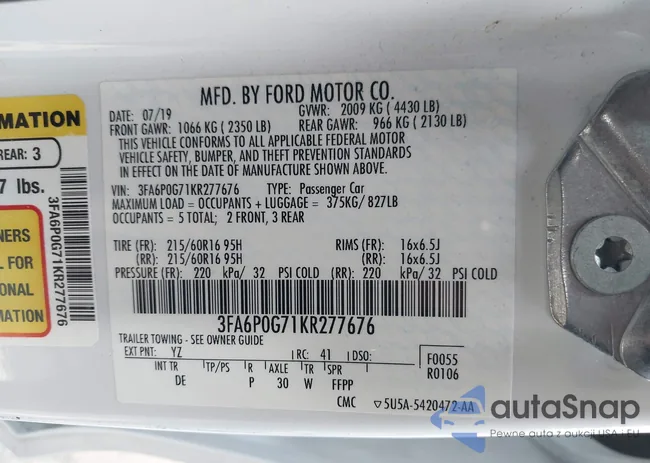 MFD. BY FORD MOTOR CO.
DATE: 07/19 GVWR: 2009 KG ( 4430 LB)
FRONT GAWR: 1066 KG ( 2350 LB) REAR GAWR: 966 KG ( 2130 LB)
THIS VEHICLE CONFORMS TO ALL APPLICABLE FEDERAL MOTOR
VEHICLE SAFETY, BUMPER, AND THEFT PREVENTION STANDARDS
IN EFFECT ON THE DATE OF MANUFACTURE SHOWN ABOVE.
VIN: 3FA6P0G71KR277676 TYPE: Passenger Car
MAXIMUM LOAD = OCCUPANTS + LUGGAGE = 375KG/ 827LB
OCCUPANTS = 5 TOTAL; 2 FRONT, 3 REAR
TIRE (FR): 215/60R16 95H RIMS (FR): 16x6.5J
(RR): 215/60R16 95H (RR): 16x6.5J
PRESSURE (FR): 220 kPa/ 32 PSI COLD (RR): 220 kPa/ 32 PSI COLD
3FA6P0G71KR277676
TRAILER TOWING - SEE OWNER GUIDE
EXT PNT: YZ RC: 41 DSO:
INT TR TP/PS R AXLE TR SPR
DE P 30 W FFPP
F0055
R0106
CMC ▽5U5A-5420472-AA
MATION
REAR: 3
7 lbs.
NERS
L FOR
ONAL
MATION
3FA6P0G71KR277676
autoSnap
Pewne auta z aukcji USA i EU